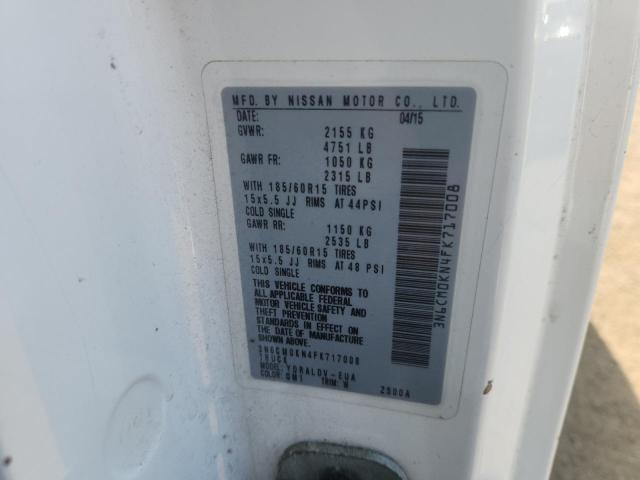 MFD. BY NISSAN MOTOR CO., LTD.
DATE: 04/15
GVWR: 2155 KG
4751 LB
GAWR FR: 1050 KG
2315 LB
WITH 185/60R15 TIRES
15x5.5 JJ RIMS AT 44PSI
COLD SINGLE
GAWR RR: 1150 KG
2535 LB
WITH 185/60R15 TIRES
15x5.5 JJ RIMS AT 48 PSI
COLD SINGLE
THIS VEHICLE CONFORMS TO
ALL APPLICABLE FEDERAL
MOTOR VEHICLE SAFETY AND
THEFT PREVENTION
STANDARDS IN EFFECT ON
THE DATE OF MANUFACTURE
SHOWN ABOVE.
3N6CM0KN4FK717008
TRUCK
MODEL: YDRALDV-EUA
COLOR: QM1 TRIM: W 2500A
3N6CM0KN4FK717008